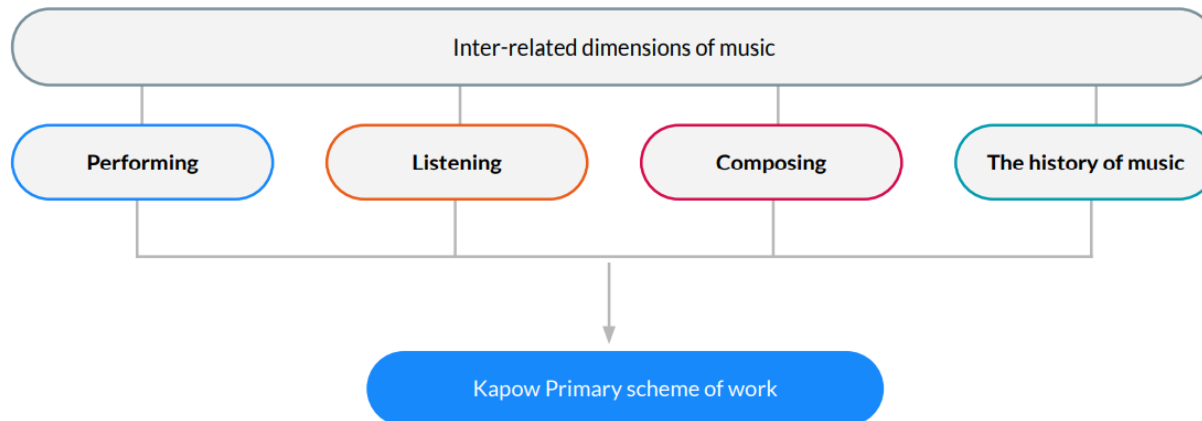 Inter-related dimensions of music
Performing
Listening
Composing
The history of music
Kapow Primary scheme of work